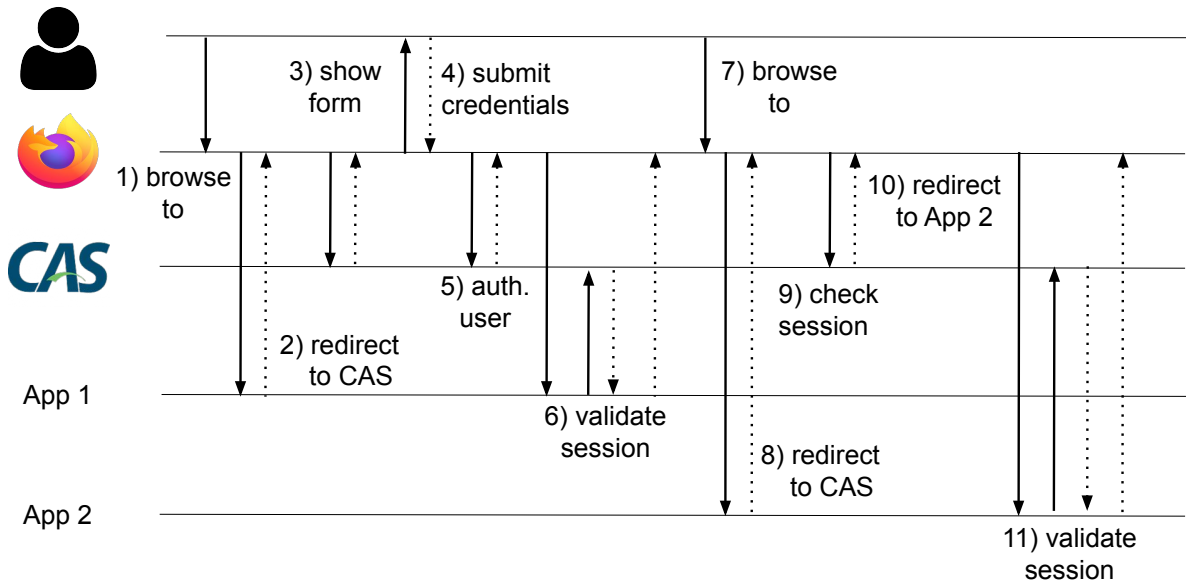 3) show
form
4) submit
credentials
7) browse
to
1) browse
to
10) redirect
to App 2
CAS
5) auth.
user
9) check
session
2) redirect
to CAS
App 1
6) validate
session
8) redirect
to CAS
App 2
11) validate
session